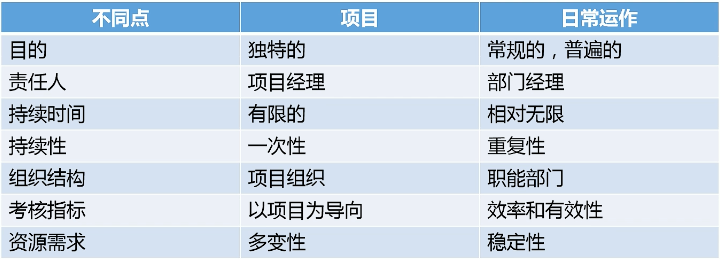 不同点 项目 日常运作
目的 独特的 常规的，普遍的
责任人 项目经理 部门经理
持续时间 有限的 相对无限
持续性 一次性 重复性
组织结构 项目组织 职能部门
考核指标 以项目为导向 效率和有效性
资源需求 多变性 稳定性